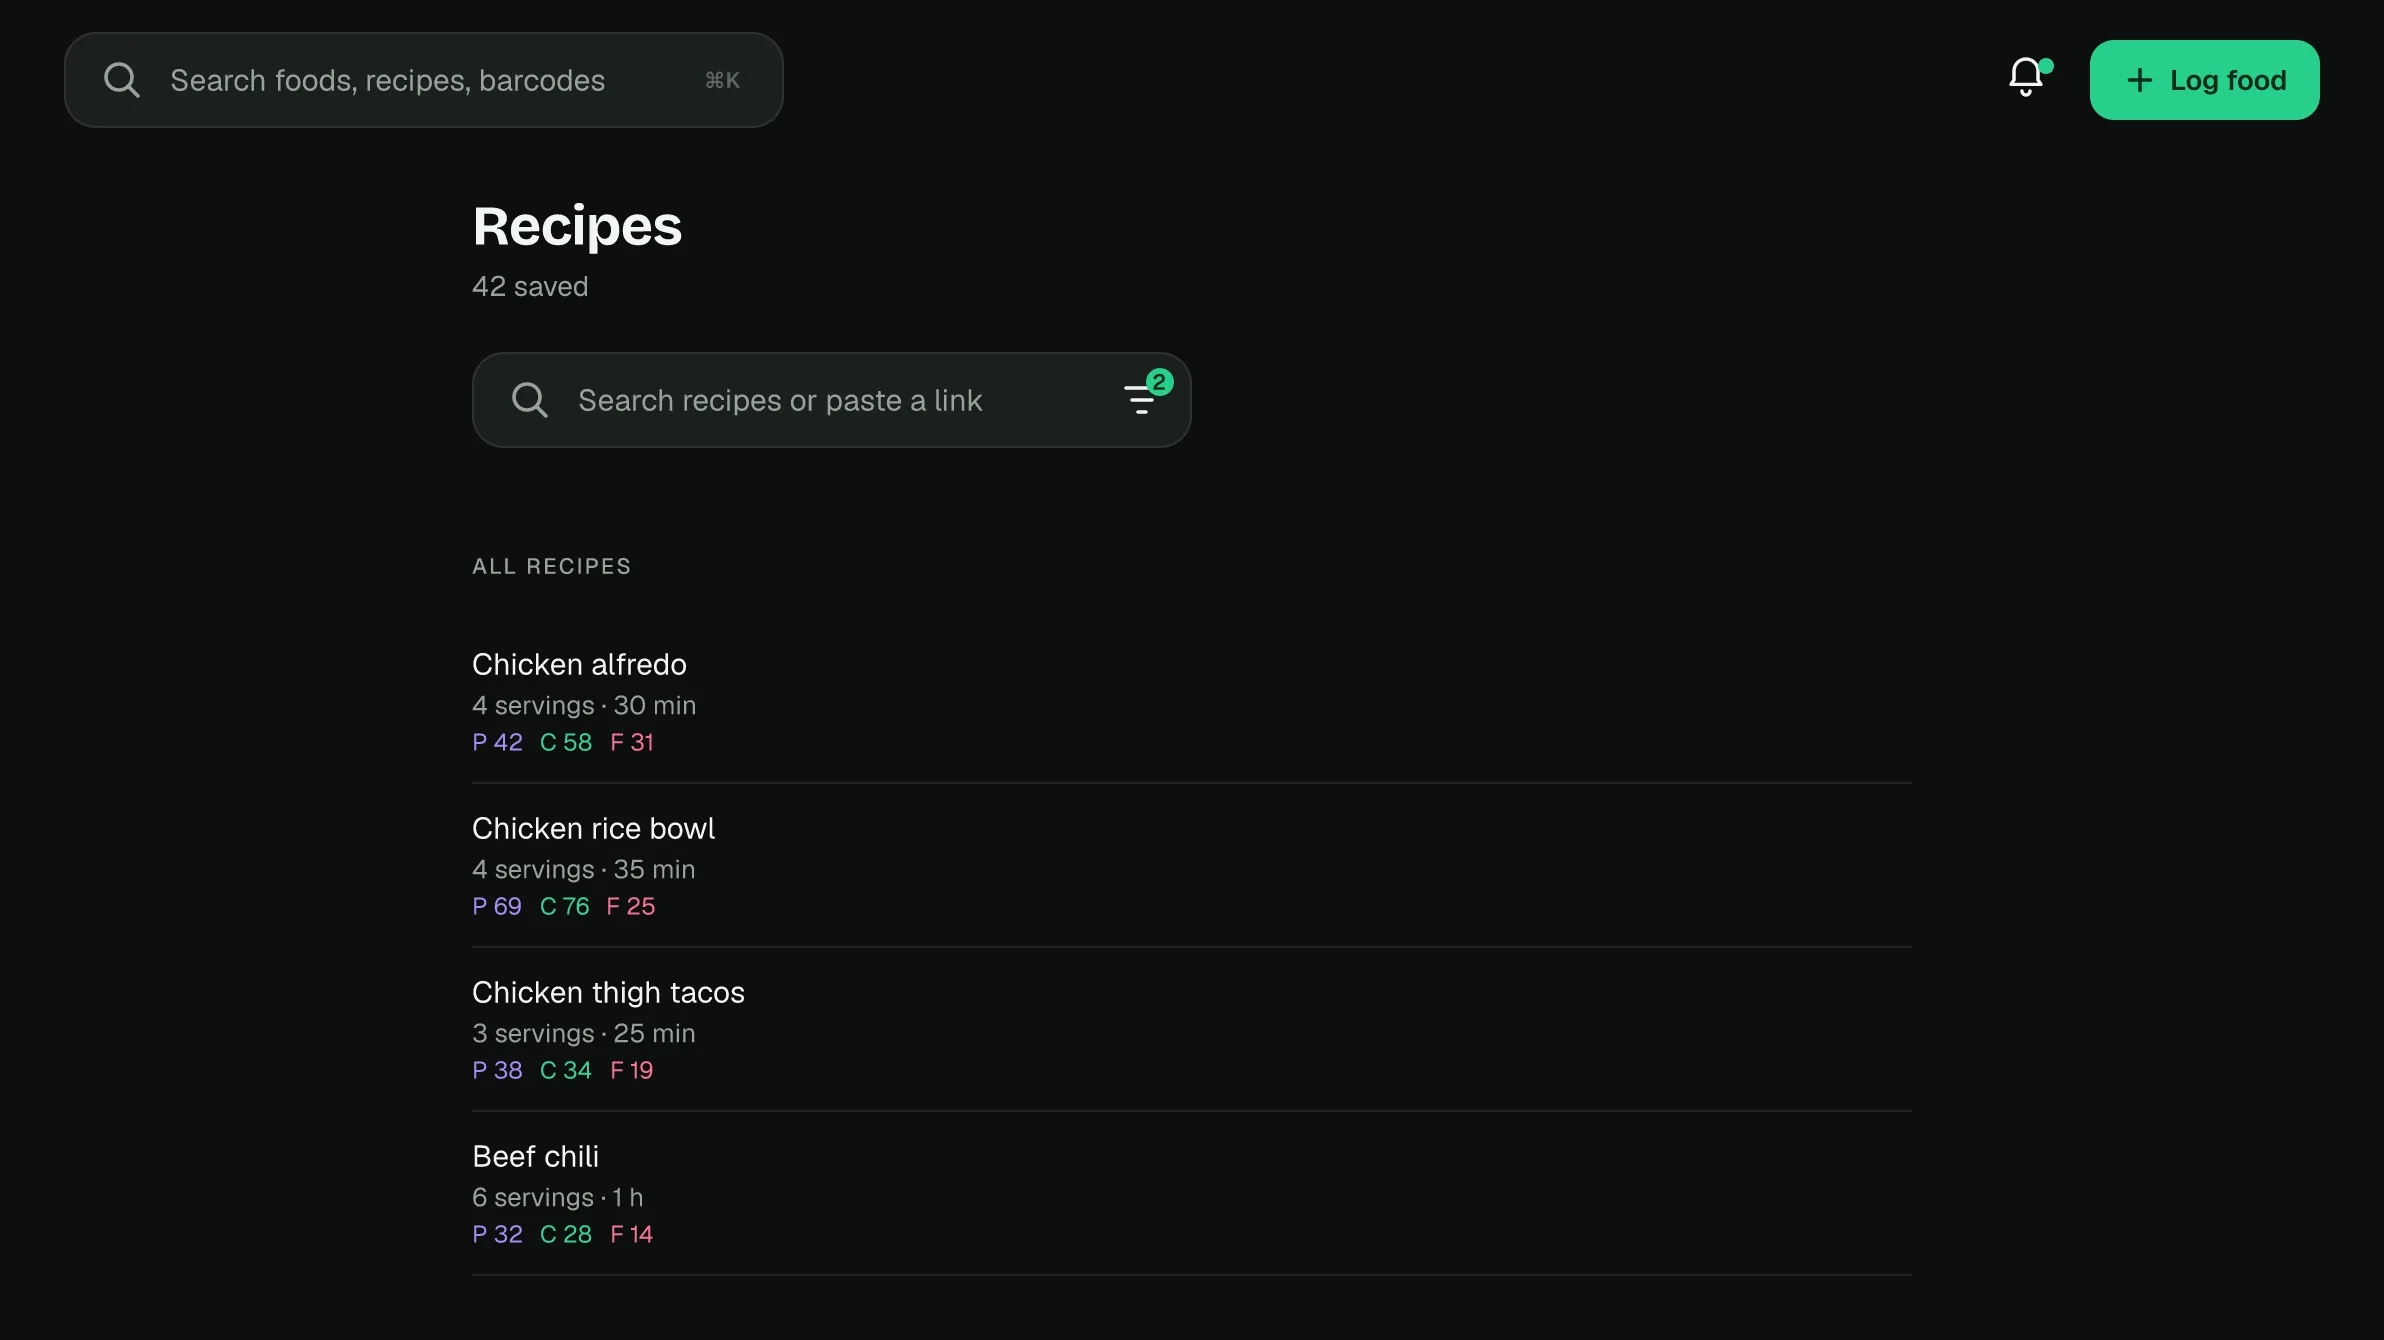 Search foods, recipes, barcodes ⌘K
Log food
Recipes
42 saved
Search recipes or paste a link
2
ALL RECIPES
Chicken alfredo
4 servings · 30 min
P 42 C 58 F 31
Chicken rice bowl
4 servings · 35 min
P 69 C 76 F 25
Chicken thigh tacos
3 servings · 25 min
P 38 C 34 F 19
Beef chili
6 servings · 1 h
P 32 C 28 F 14